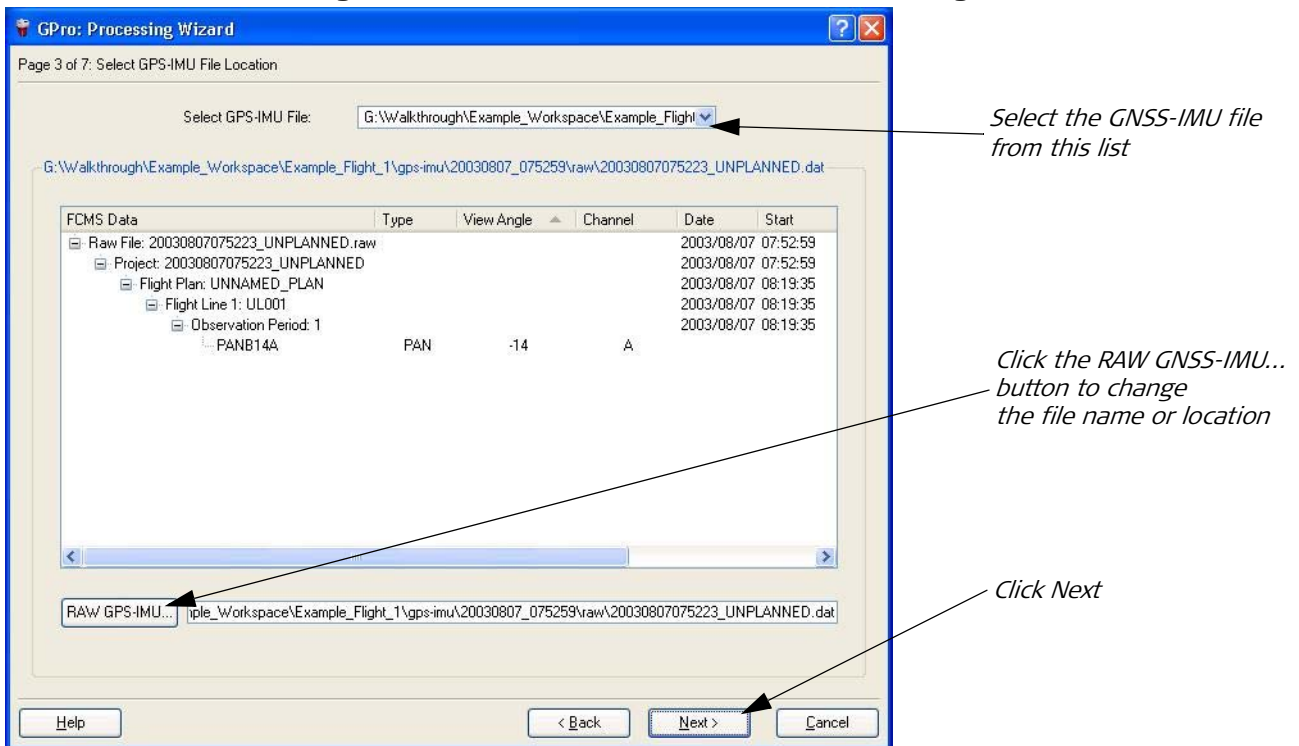 GPro: Processing Wizard
Page 3 of 7: Select GPS-IMU File Location
Select GPS-IMU File: G:\Walkthrough\Example_Workspace\Example_Flight
Select the GNSS-IMU file
from this list
G:\Walkthrough\Example_Workspace\Example_Flight_1\gps-imu\20030807_075259\raw\20030807075223_UNPLANNED.dat
FCMS Data Type View Angle Channel Date Start
Raw File: 20030807075223_UNPLANNED.raw 2003/08/07 07:52:59
Project: 20030807075223_UNPLANNED 2003/08/07 07:52:59
Flight Plan: UNNAMED_PLAN 2003/08/07 08:19:35
Flight Line 1: UL001 2003/08/07 08:19:35
Observation Period: 1 2003/08/07 08:19:35
PANB14A PAN -14 A
Click the RAW GNSS-IMU...
button to change
the file name or location
RAW GPS-IMU... ple_Workspace\Example_Flight_1\gps-imu\20030807_075259\raw\20030807075223_UNPLANNED.dat
Click Next
Help < Back Next > Cancel